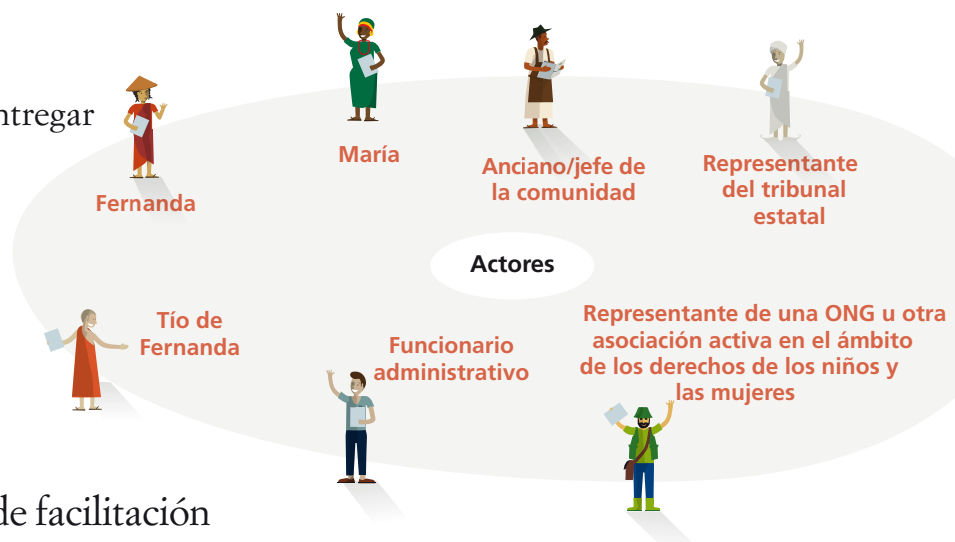 ntregar
María
Anciano/jefe de
la comunidad
Representante
del tribunal
estatal
Fernanda
Actores
Tío de
Fernanda
Funcionario
administrativo
Representante de una ONG u otra
asociación activa en el ámbito
de los derechos de los niños y
las mujeres
de facilitación